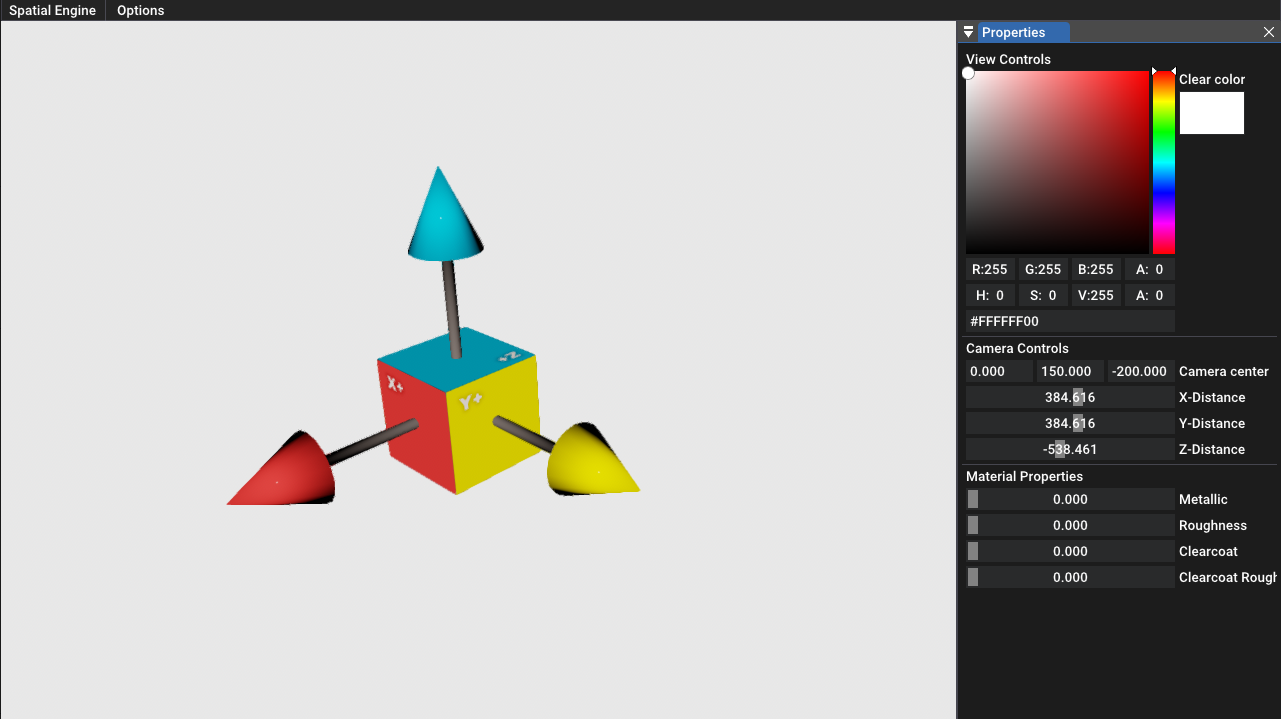 Spatial Engine Options
Properties
View Controls
Clear color
R:255 G:255 B:255 A: 0
H: 0 S: 0 V:255 A: 0
#FFFFFF00
Camera Controls
0.000 150.000 -200.000 Camera center
384.616 X-Distance
384.616 Y-Distance
-538.461 Z-Distance
Material Properties
0.000 Metallic
0.000 Roughness
0.000 Clearcoat
0.000 Clearcoat Rough
+Z
X+
Y+